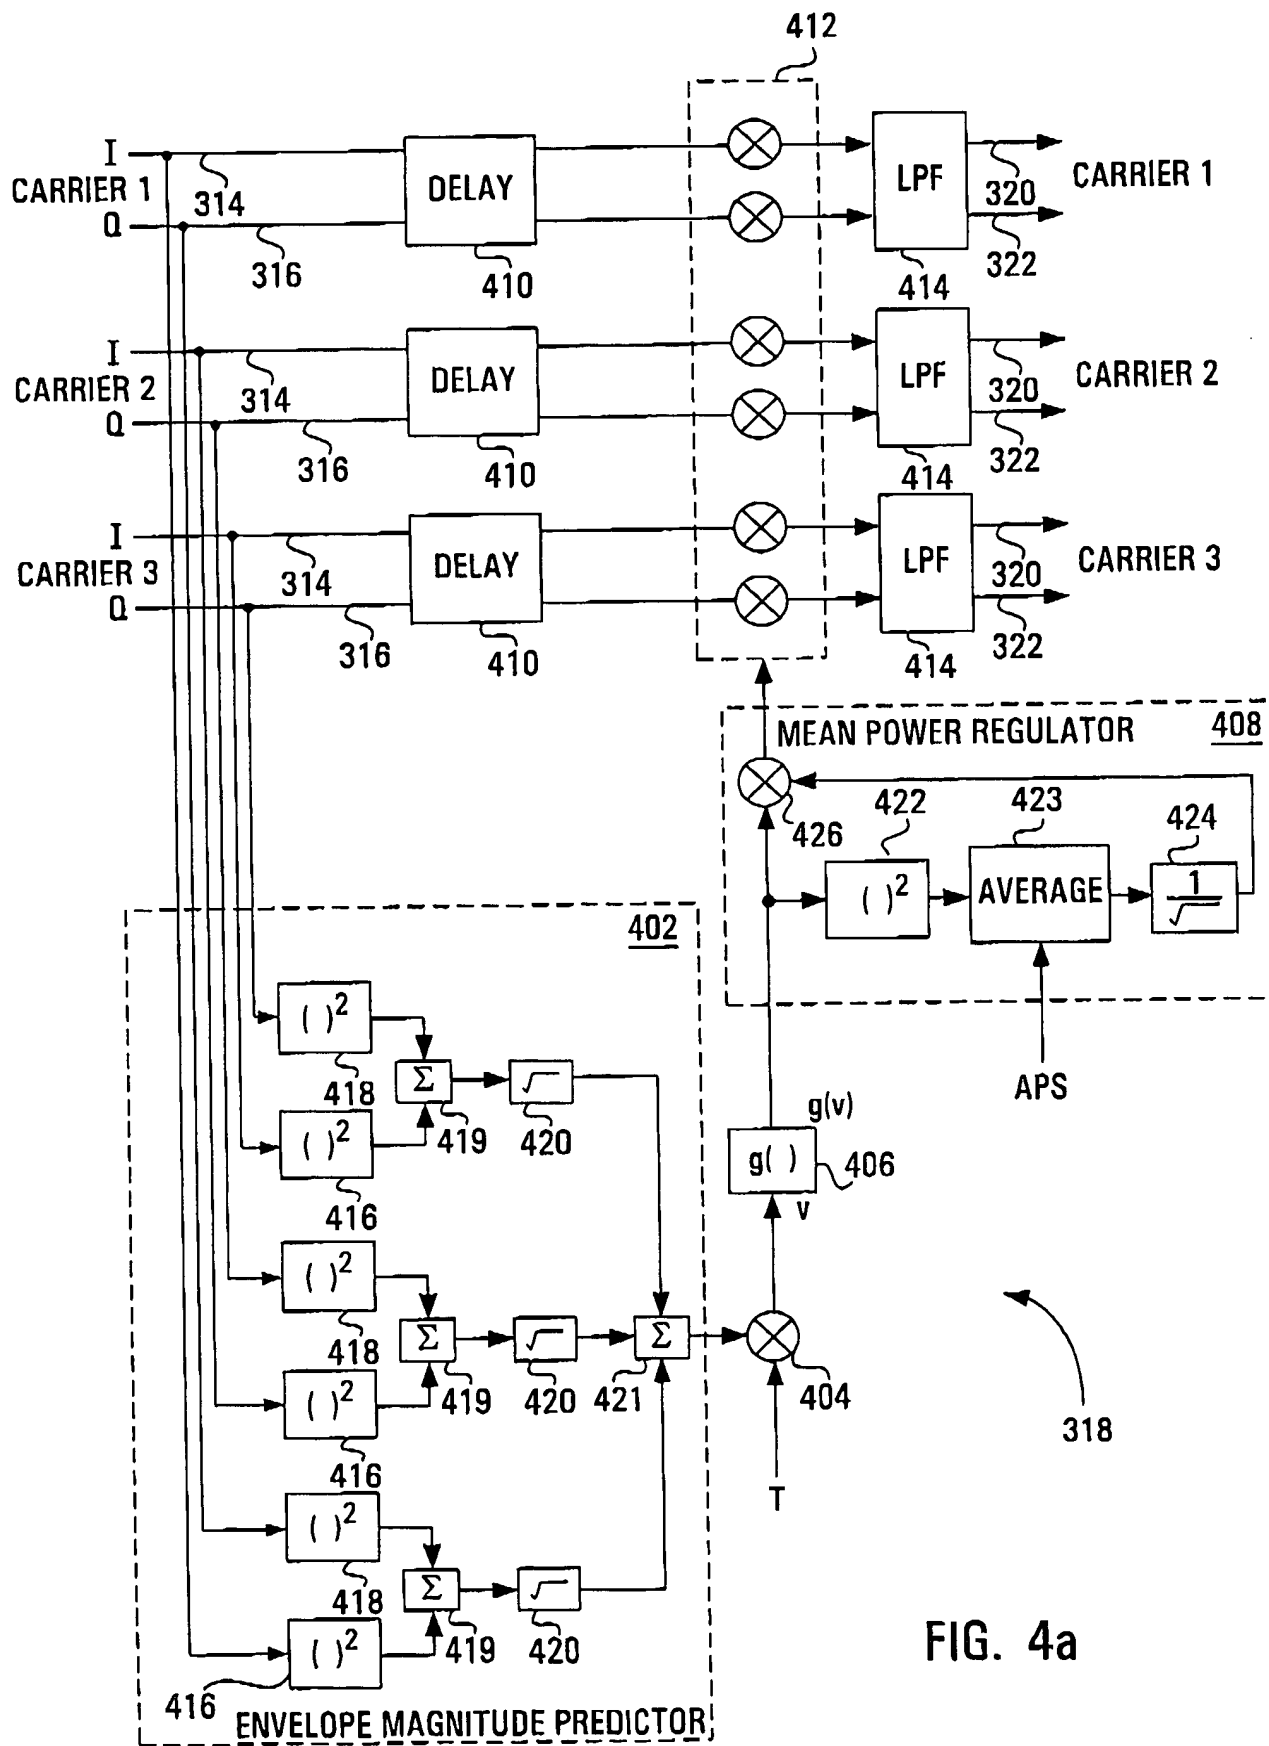 412
I
CARRIER 1
Q
314
316
DELAY
410
LPF
414
320
322
CARRIER 1
I
CARRIER 2
Q
314
316
DELAY
410
LPF
414
320
322
CARRIER 2
I
CARRIER 3
Q
314
316
DELAY
410
LPF
414
320
322
CARRIER 3
MEAN POWER REGULATOR 408
426
422
423
424
( )²
AVERAGE
1/√
APS
402
( )²
418
Σ
419
√
420
( )²
416
g(v)
g( )
406
v
( )²
418
Σ
419
√
420
Σ
421
404
( )²
416
T
318
( )²
418
Σ
419
√
420
( )²
416
ENVELOPE MAGNITUDE PREDICTOR
FIG. 4a